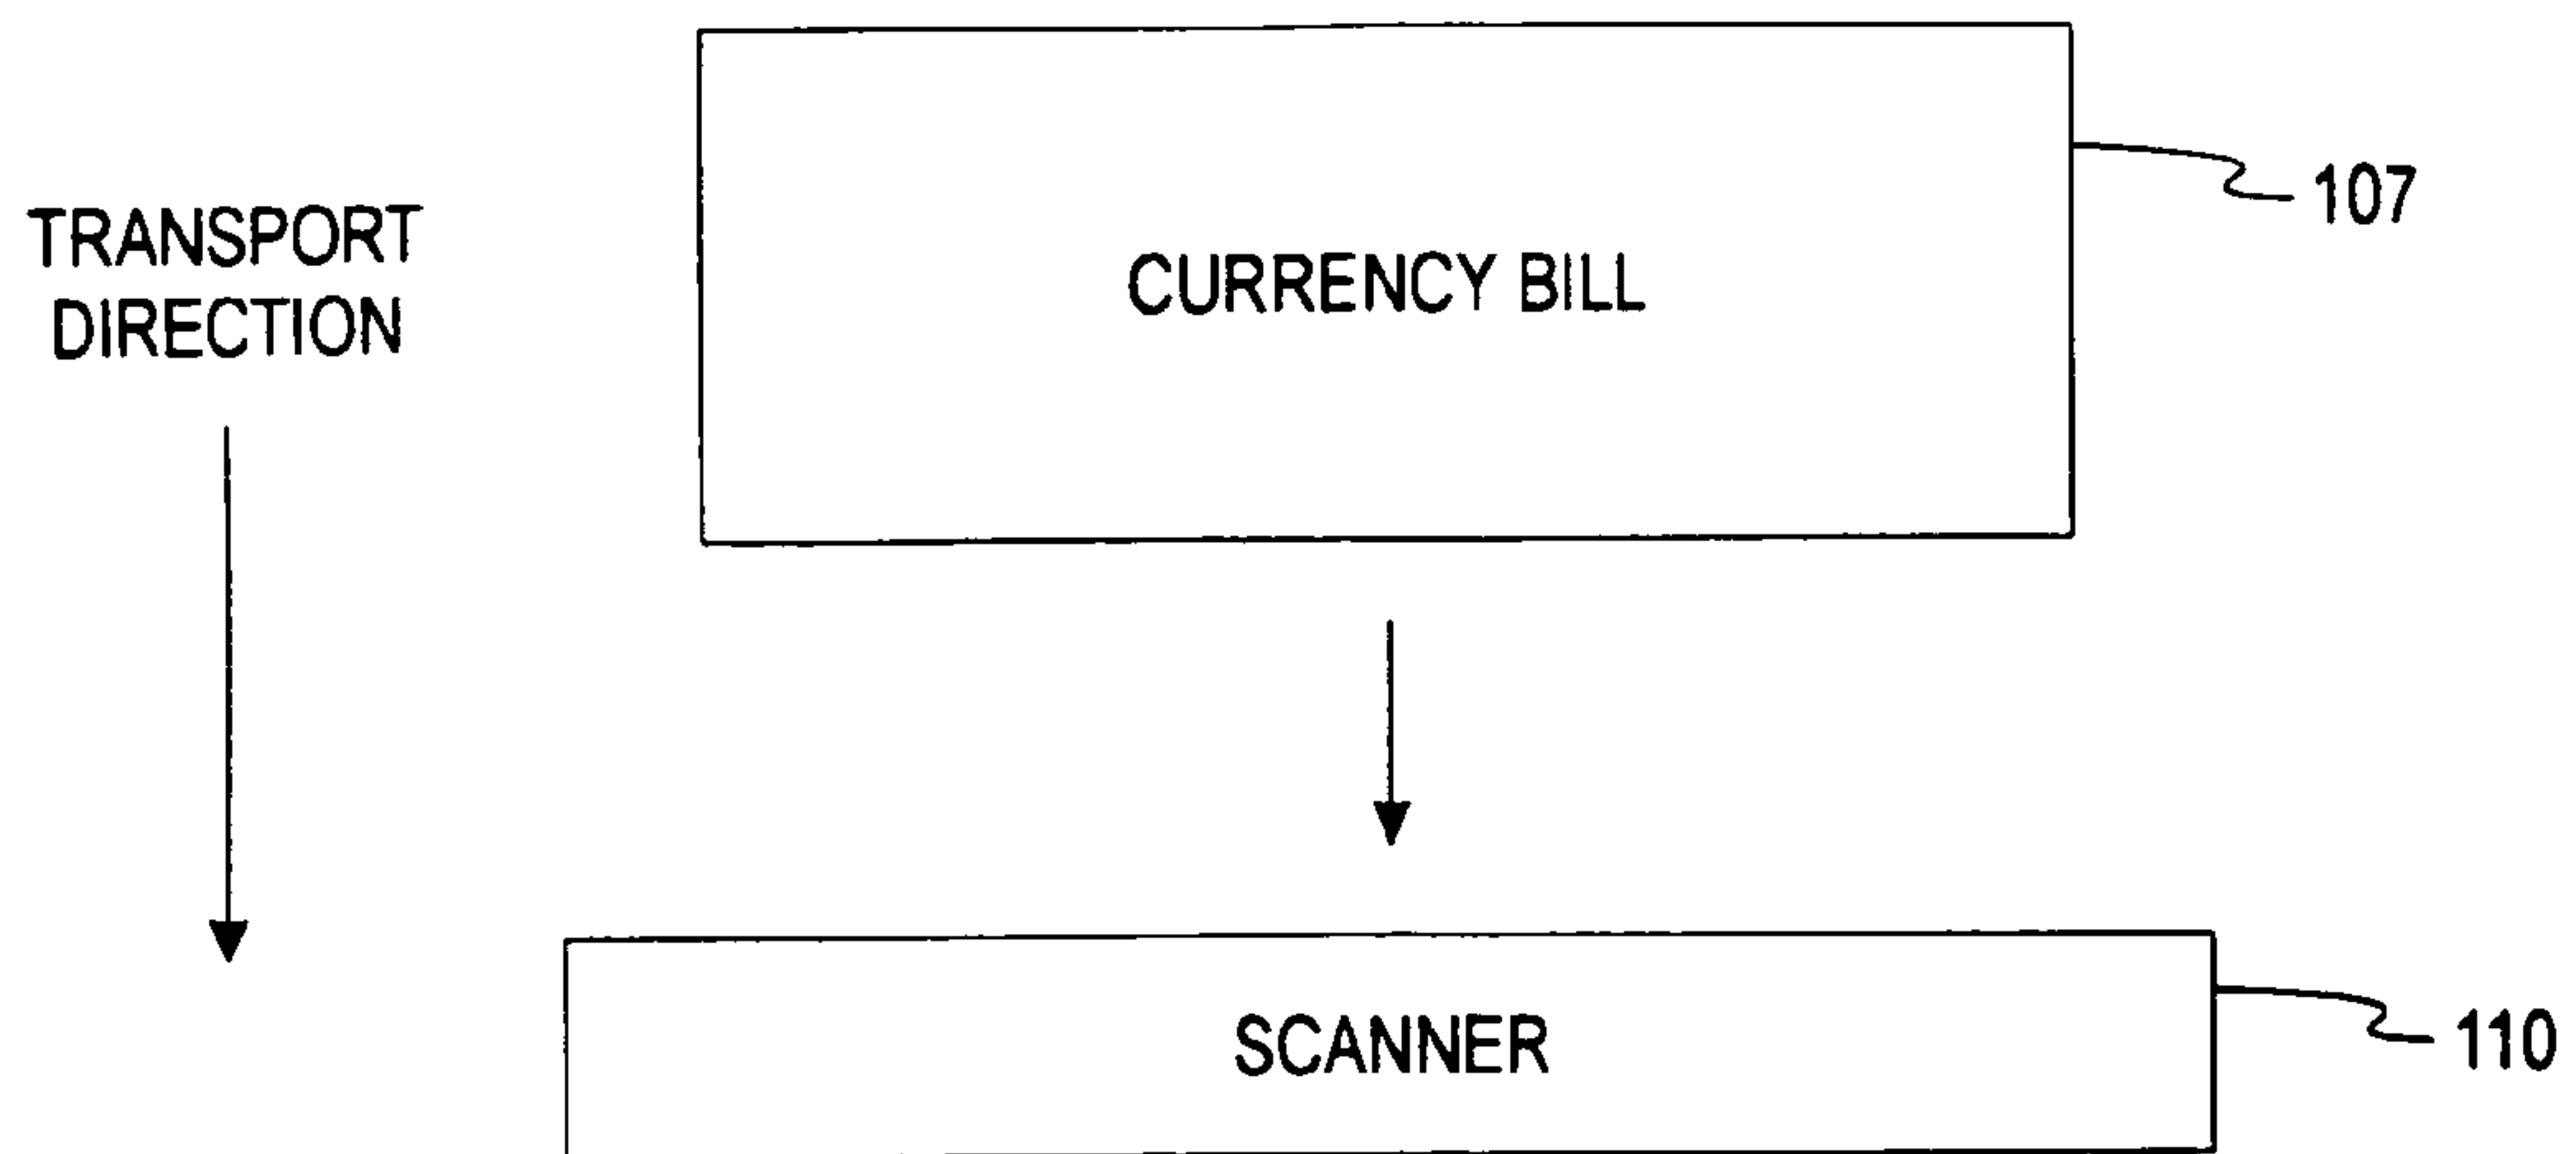 TRANSPORT
DIRECTION
CURRENCY BILL
107
SCANNER
110